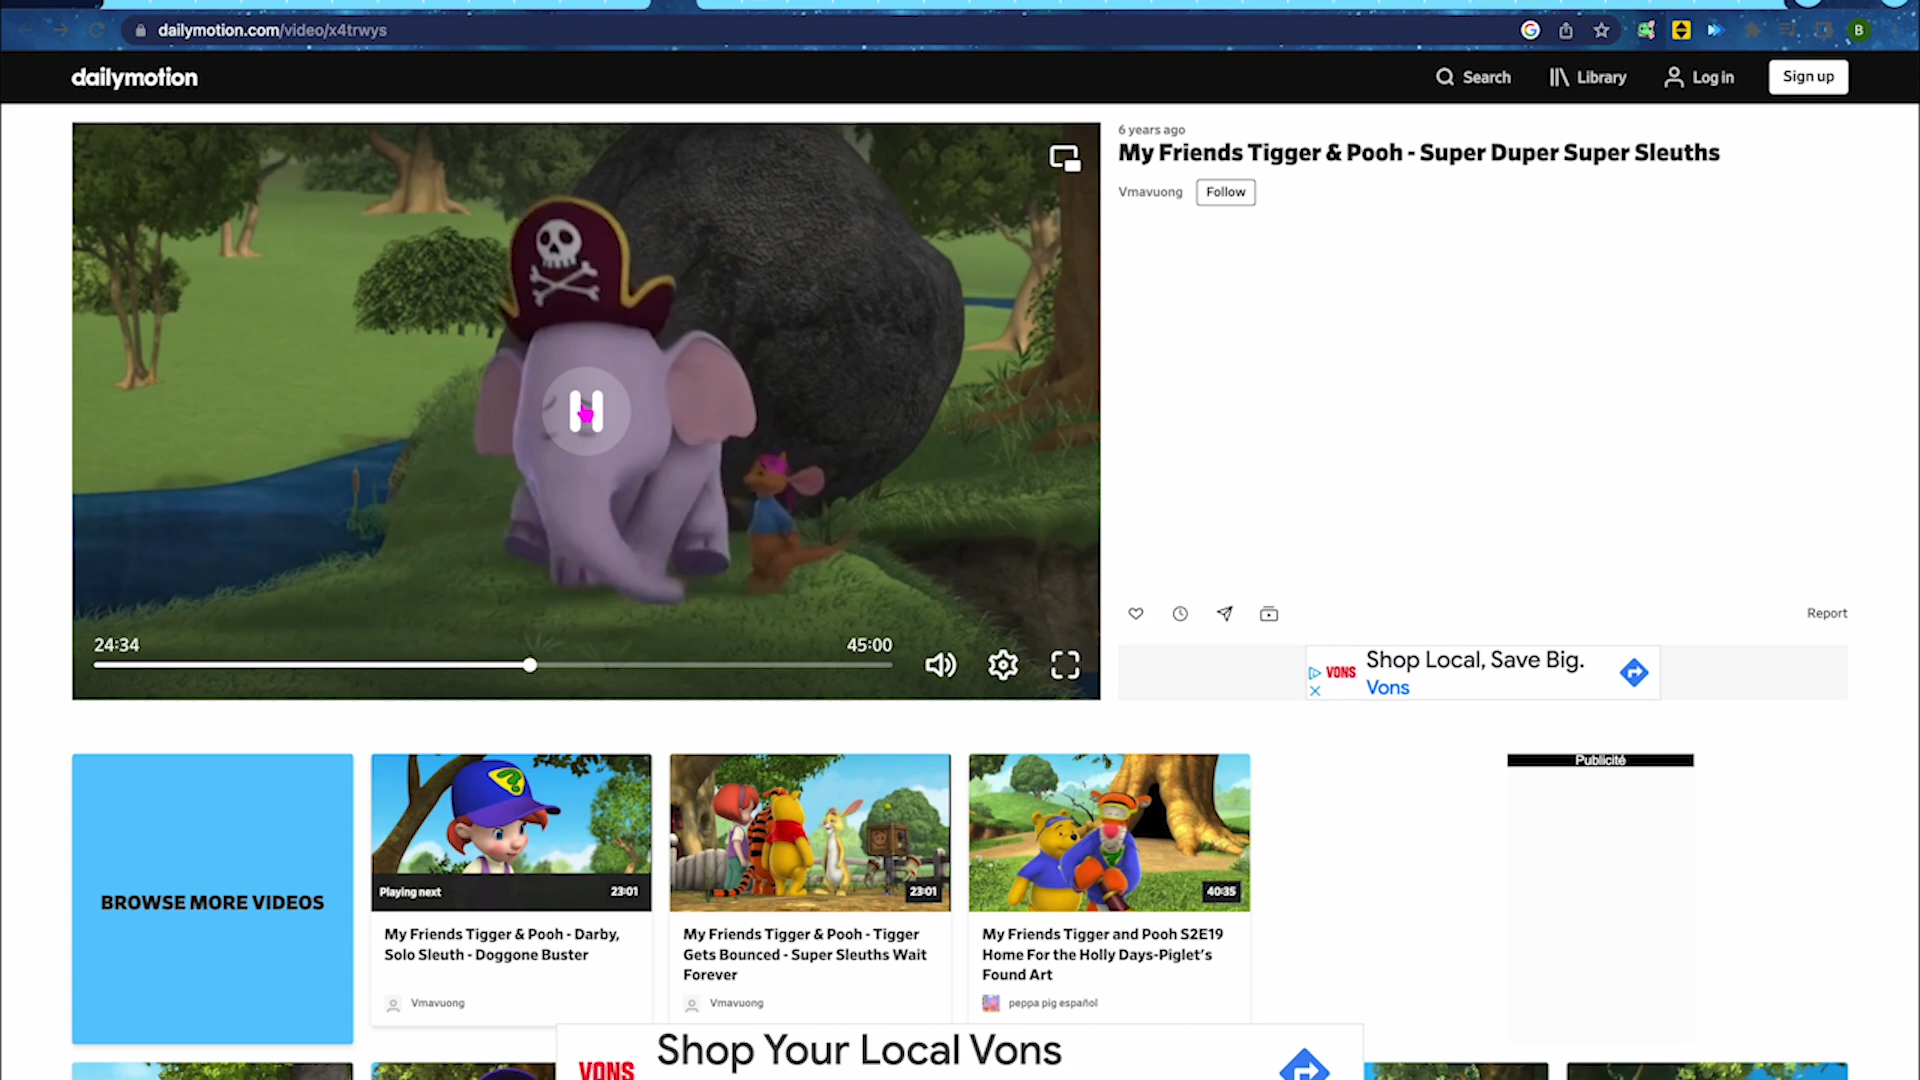 dailymotion.com/video/x4trwys
B
dailymotion
Search
Library
Log in
Sign up
6 years ago
My Friends Tigger & Pooh - Super Duper Super Sleuths
Vmavuong
Follow
24:34
45:00
Report
VONS
Shop Local, Save Big.
Vons
BROWSE MORE VIDEOS
Playing next
23:01
My Friends Tigger & Pooh - Darby,
Solo Sleuth - Doggone Buster
Vmavuong
23:01
My Friends Tigger & Pooh - Tigger
Gets Bounced - Super Sleuths Wait
Forever
Vmavuong
40:35
My Friends Tigger and Pooh S2E19
Home For the Holly Days-Piglet's
Found Art
peppa pig español
Publicité
VONS
Shop Your Local Vons